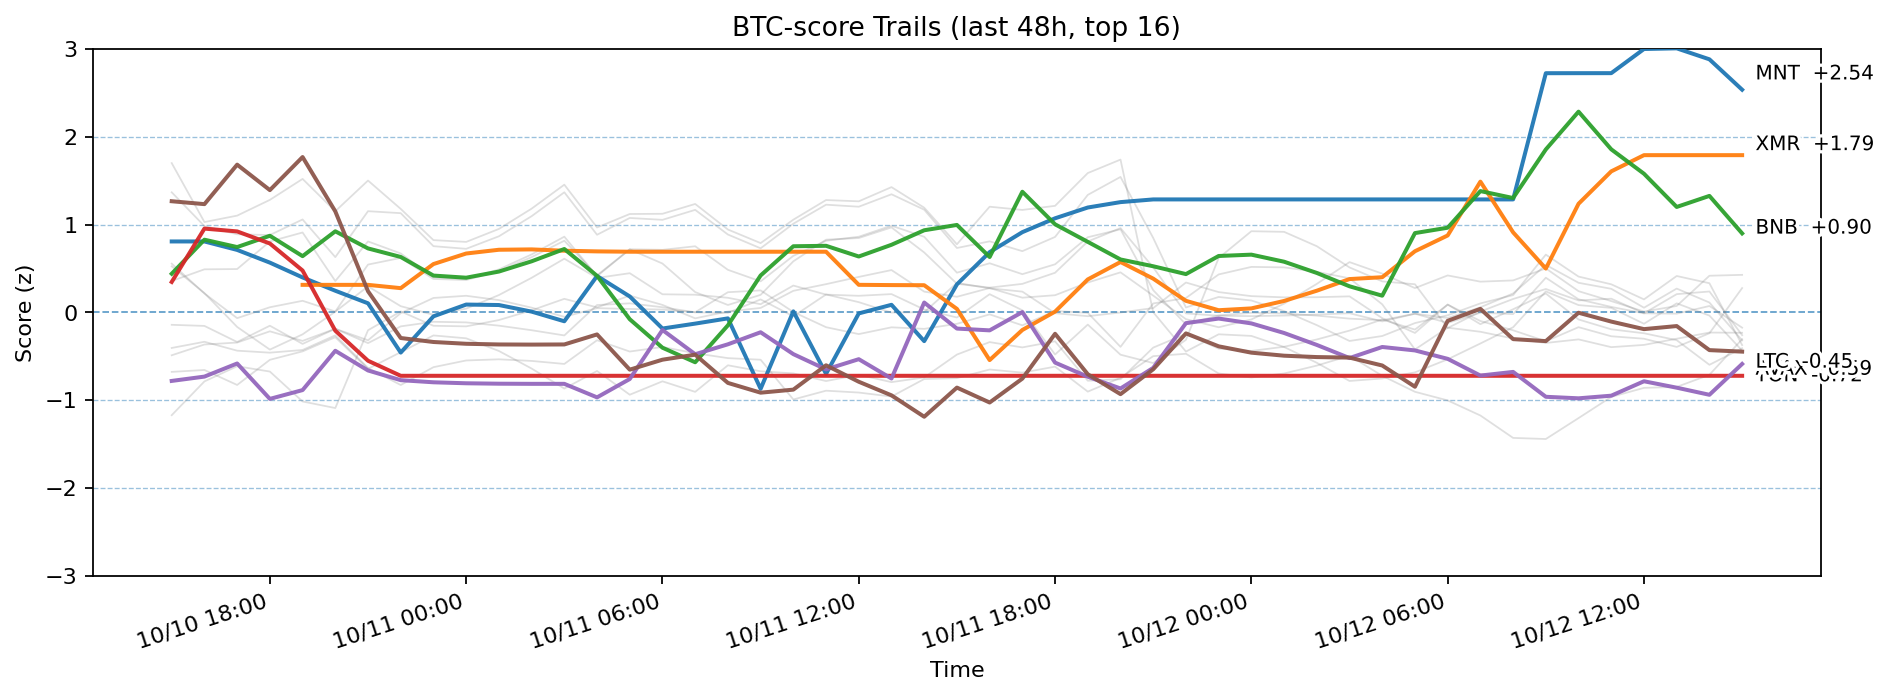 BTC-score Trails (last 48h, top 16)
Score (z)
3
2
1
0
−1
−2
−3
MNT +2.54
XMR +1.79
BNB +0.90
LTC -0.45
10/10 18:00
10/11 00:00
10/11 06:00
10/11 12:00
10/11 18:00
10/12 00:00
10/12 06:00
10/12 12:00
Time